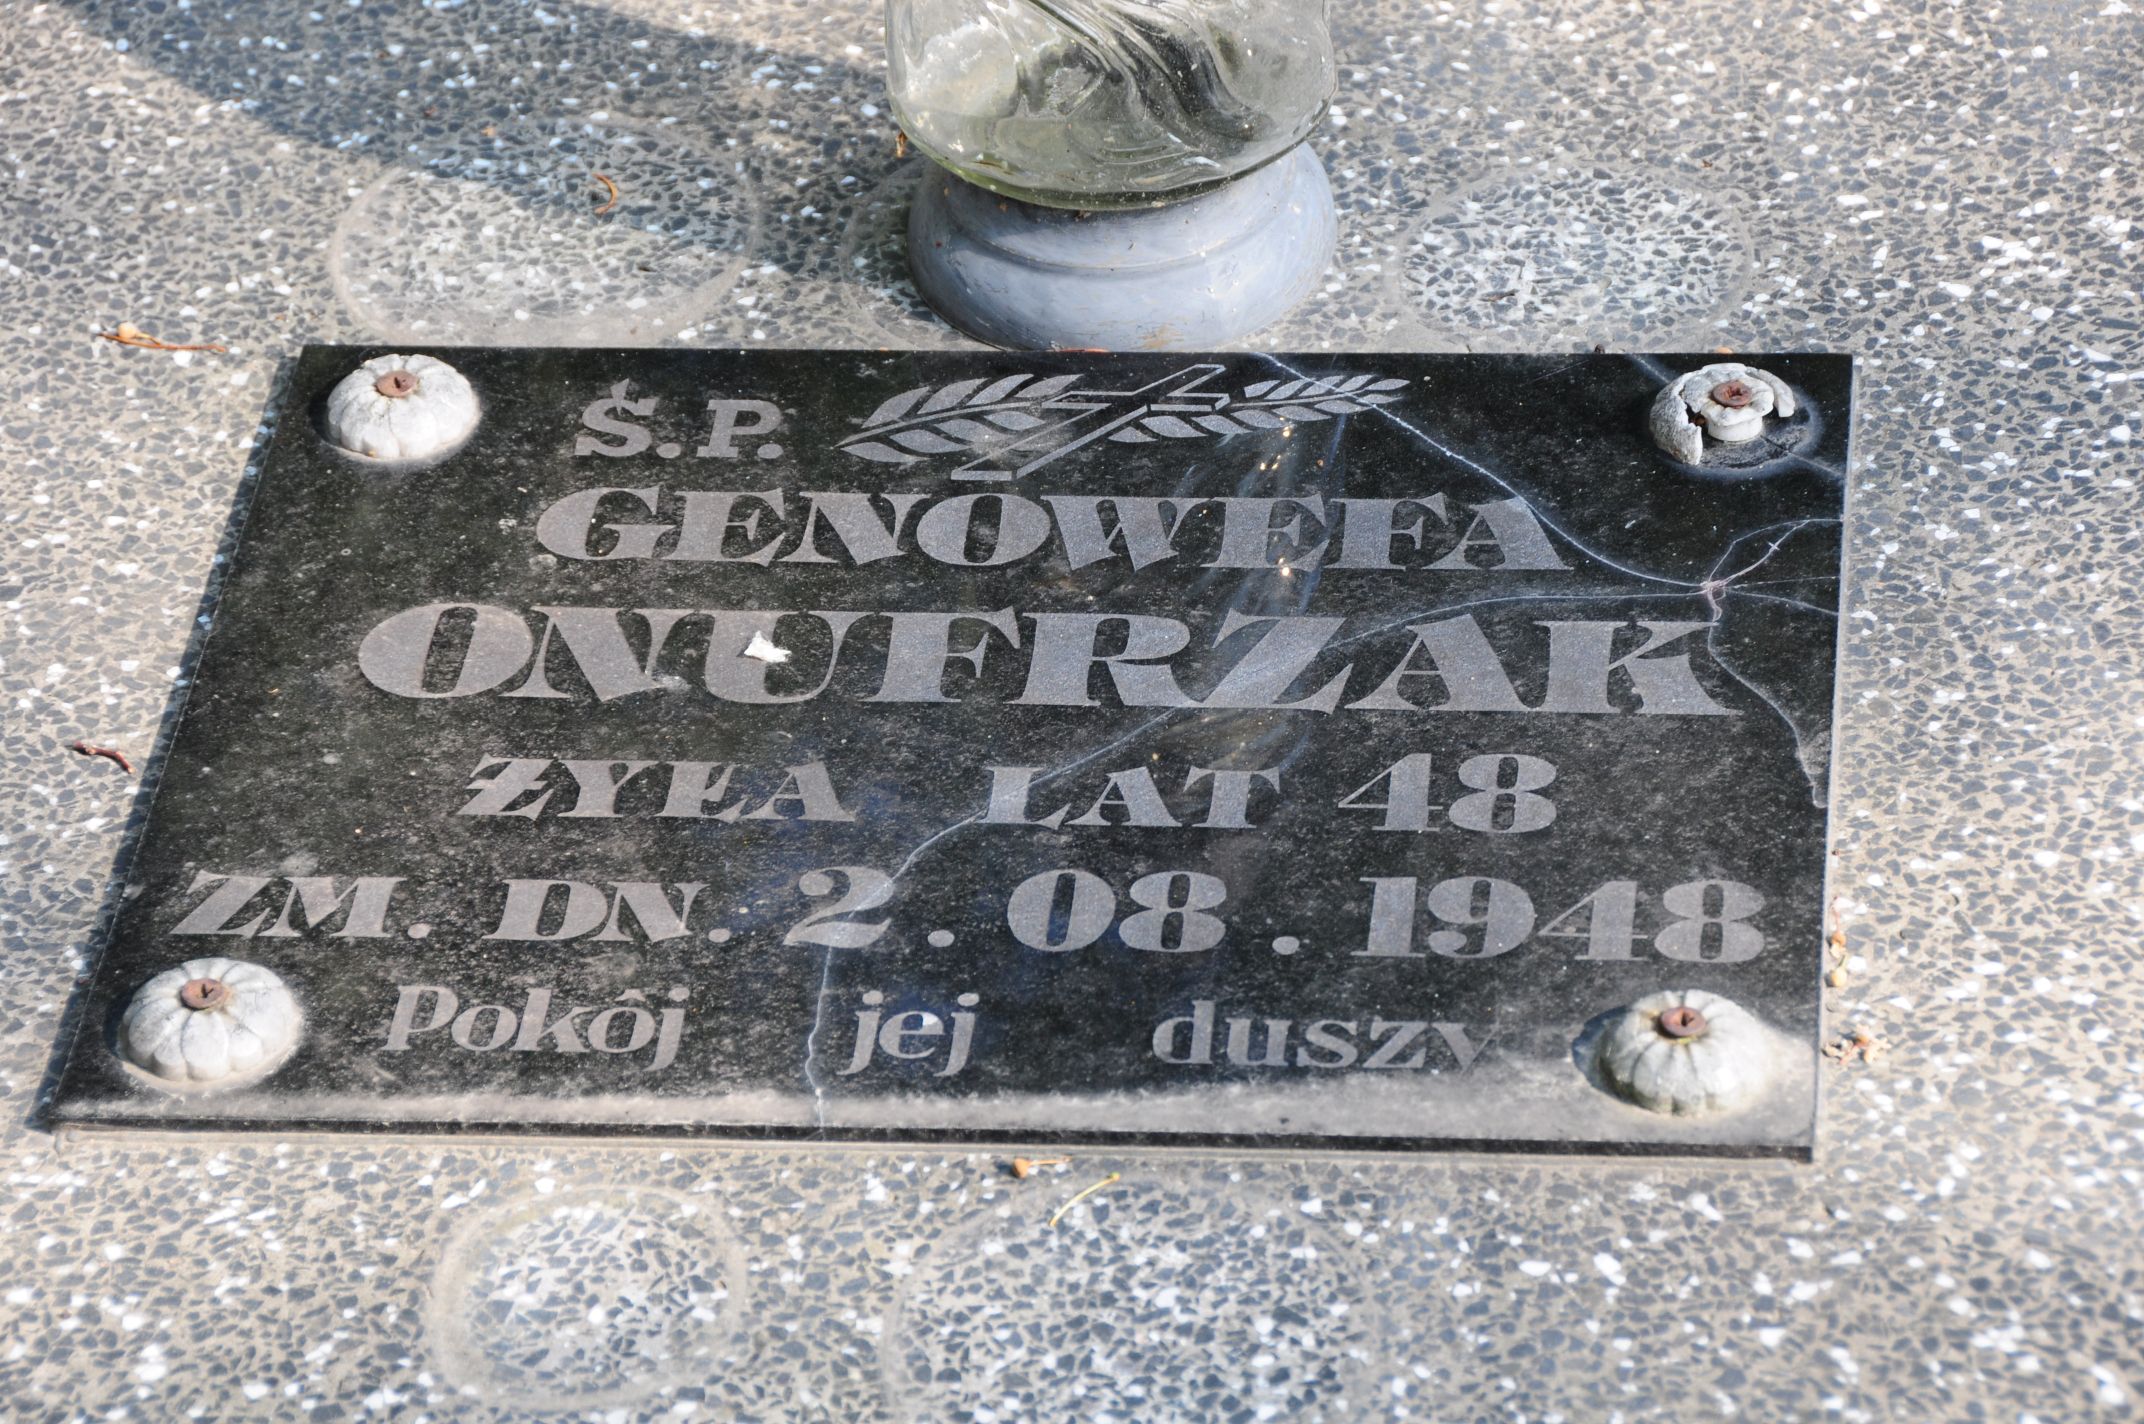 Ś.P.
GENOWEFA
ONUFRZAK
ŻYŁA LAT 48
ZM. DN. 2.08.1948
Pokôj jej duszy